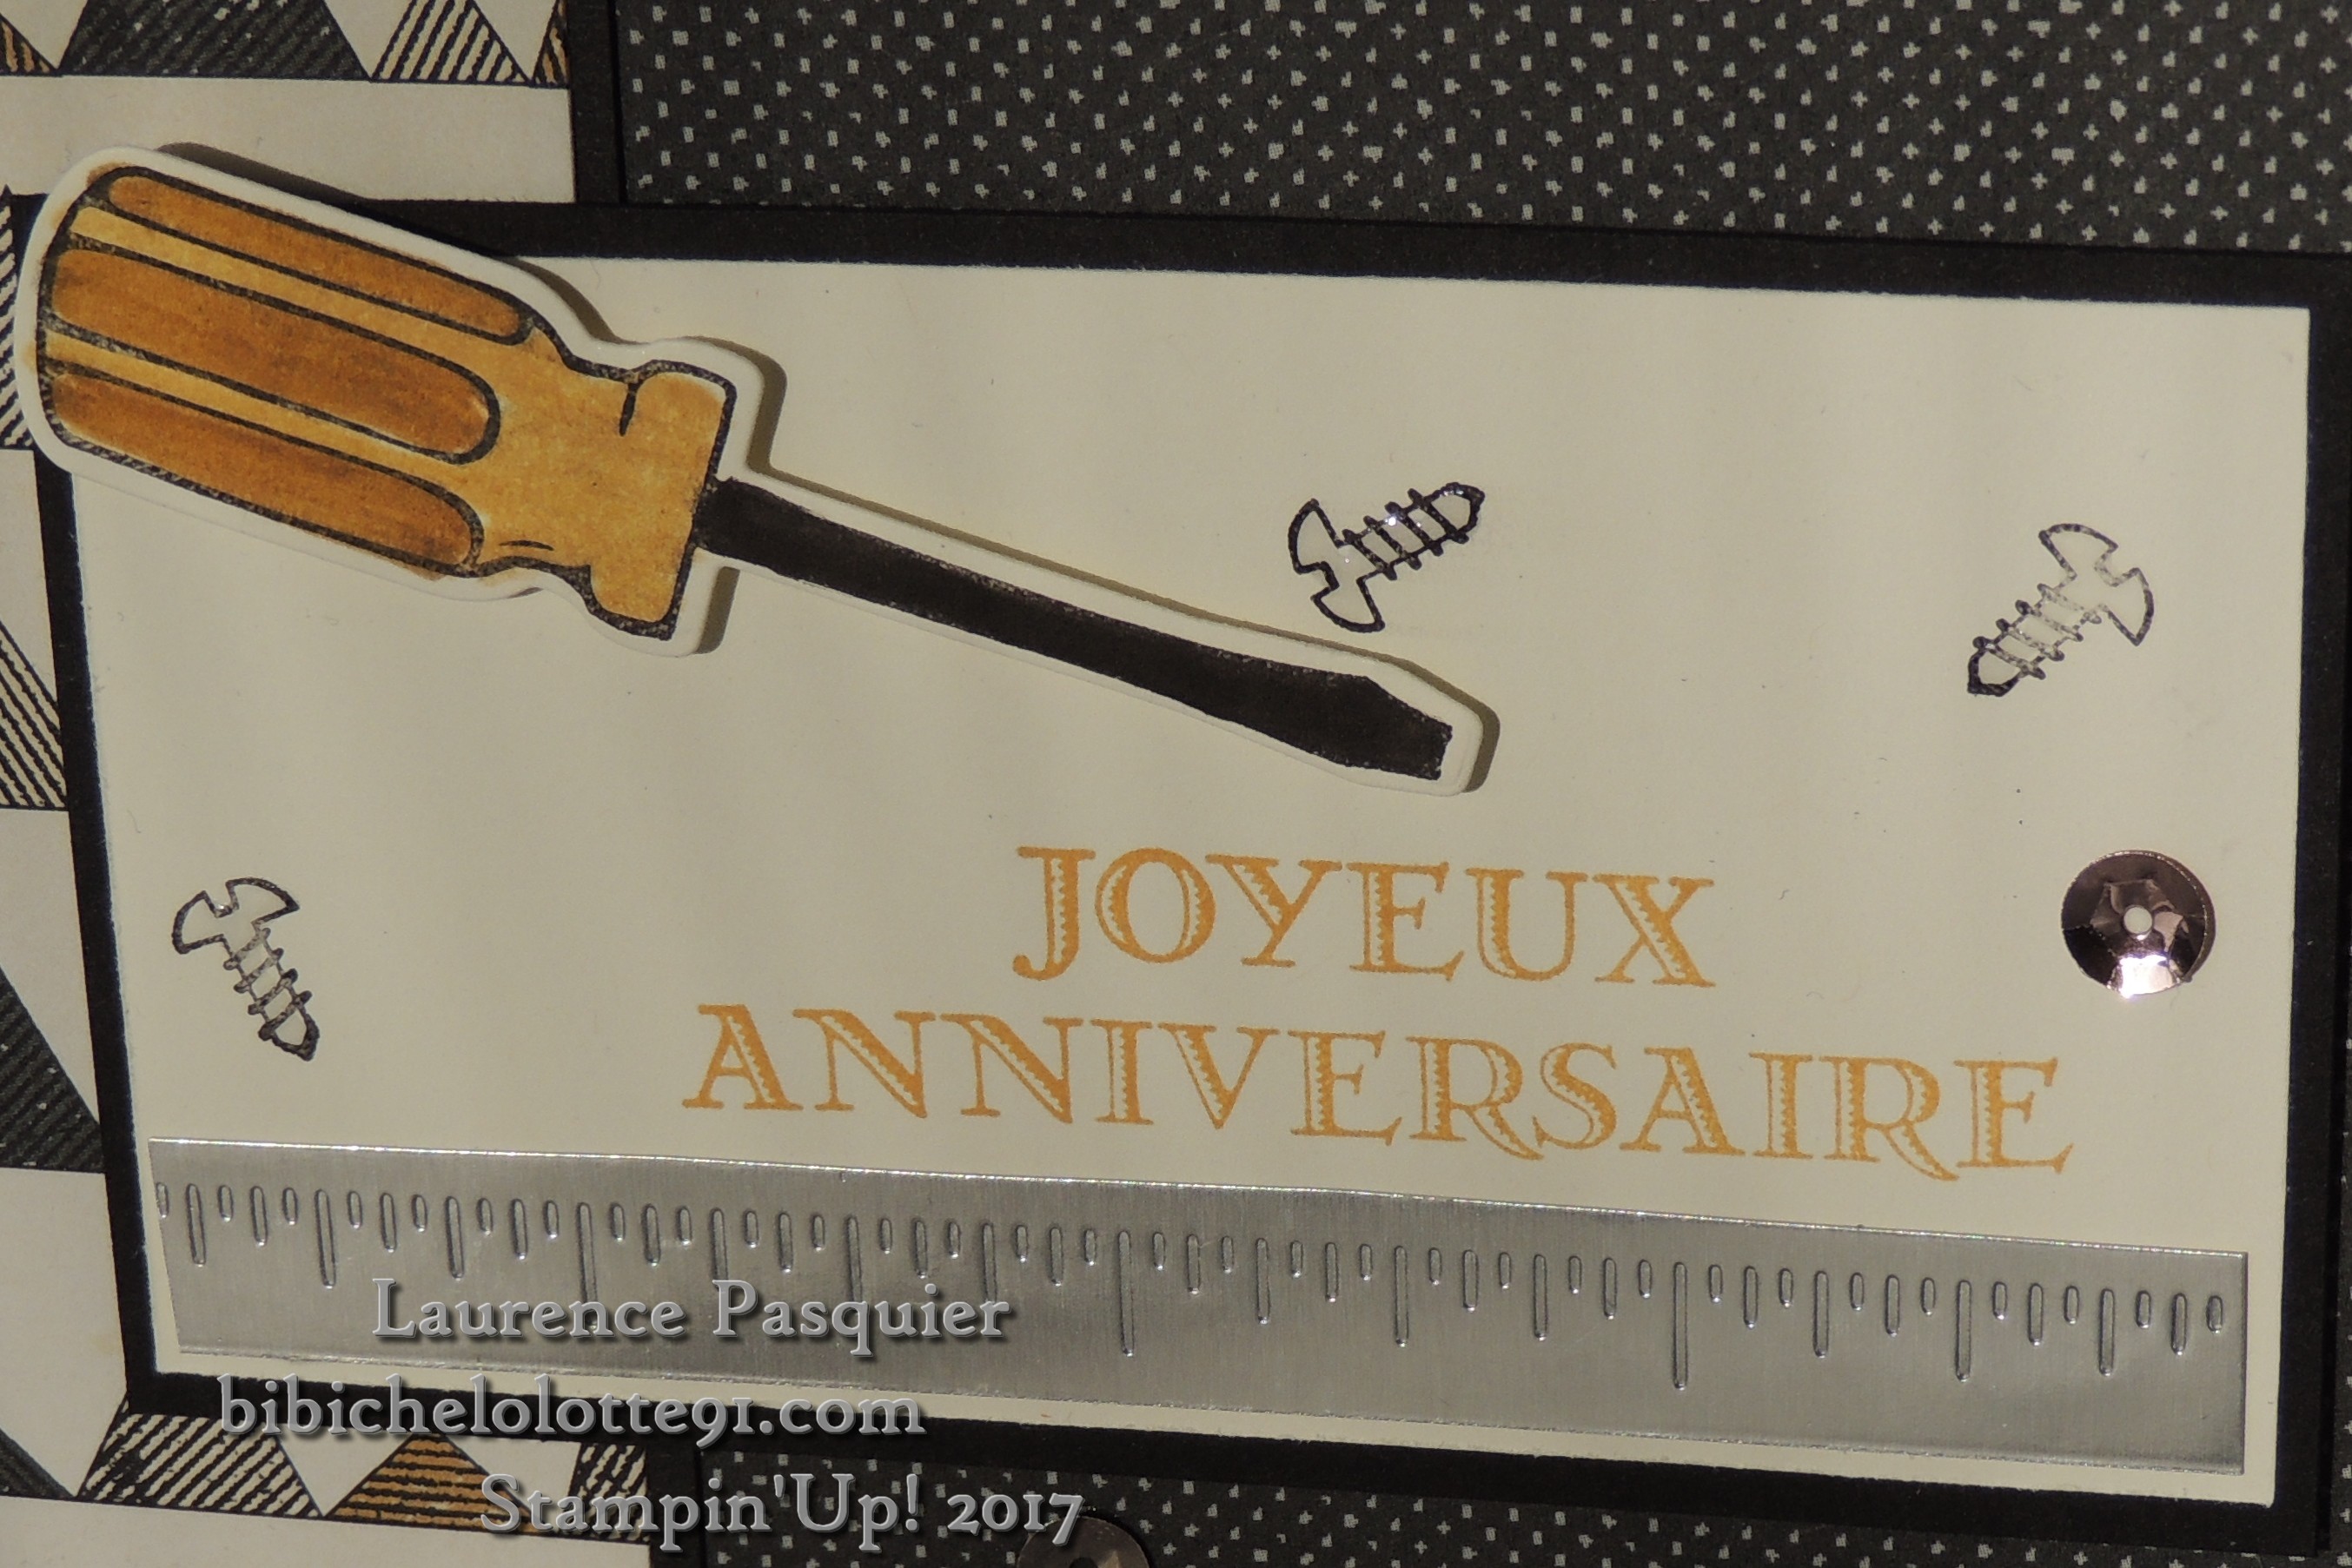 JOYEUX
ANNIVERSAIRE
Laurence Pasquier
bibichelolotte91.com
Stampin'Up! 2017